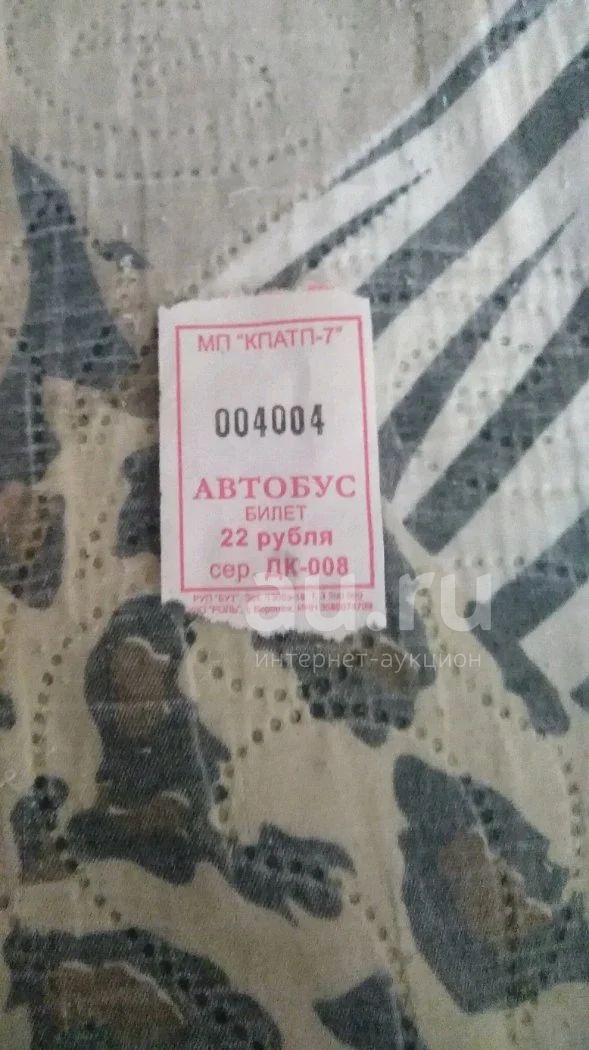 МП "КПАТП-7"
004004
АВТОБУС
БИЛЕТ
22 рубля
сер. ЛК-008
au.ru
интернет-аукцион